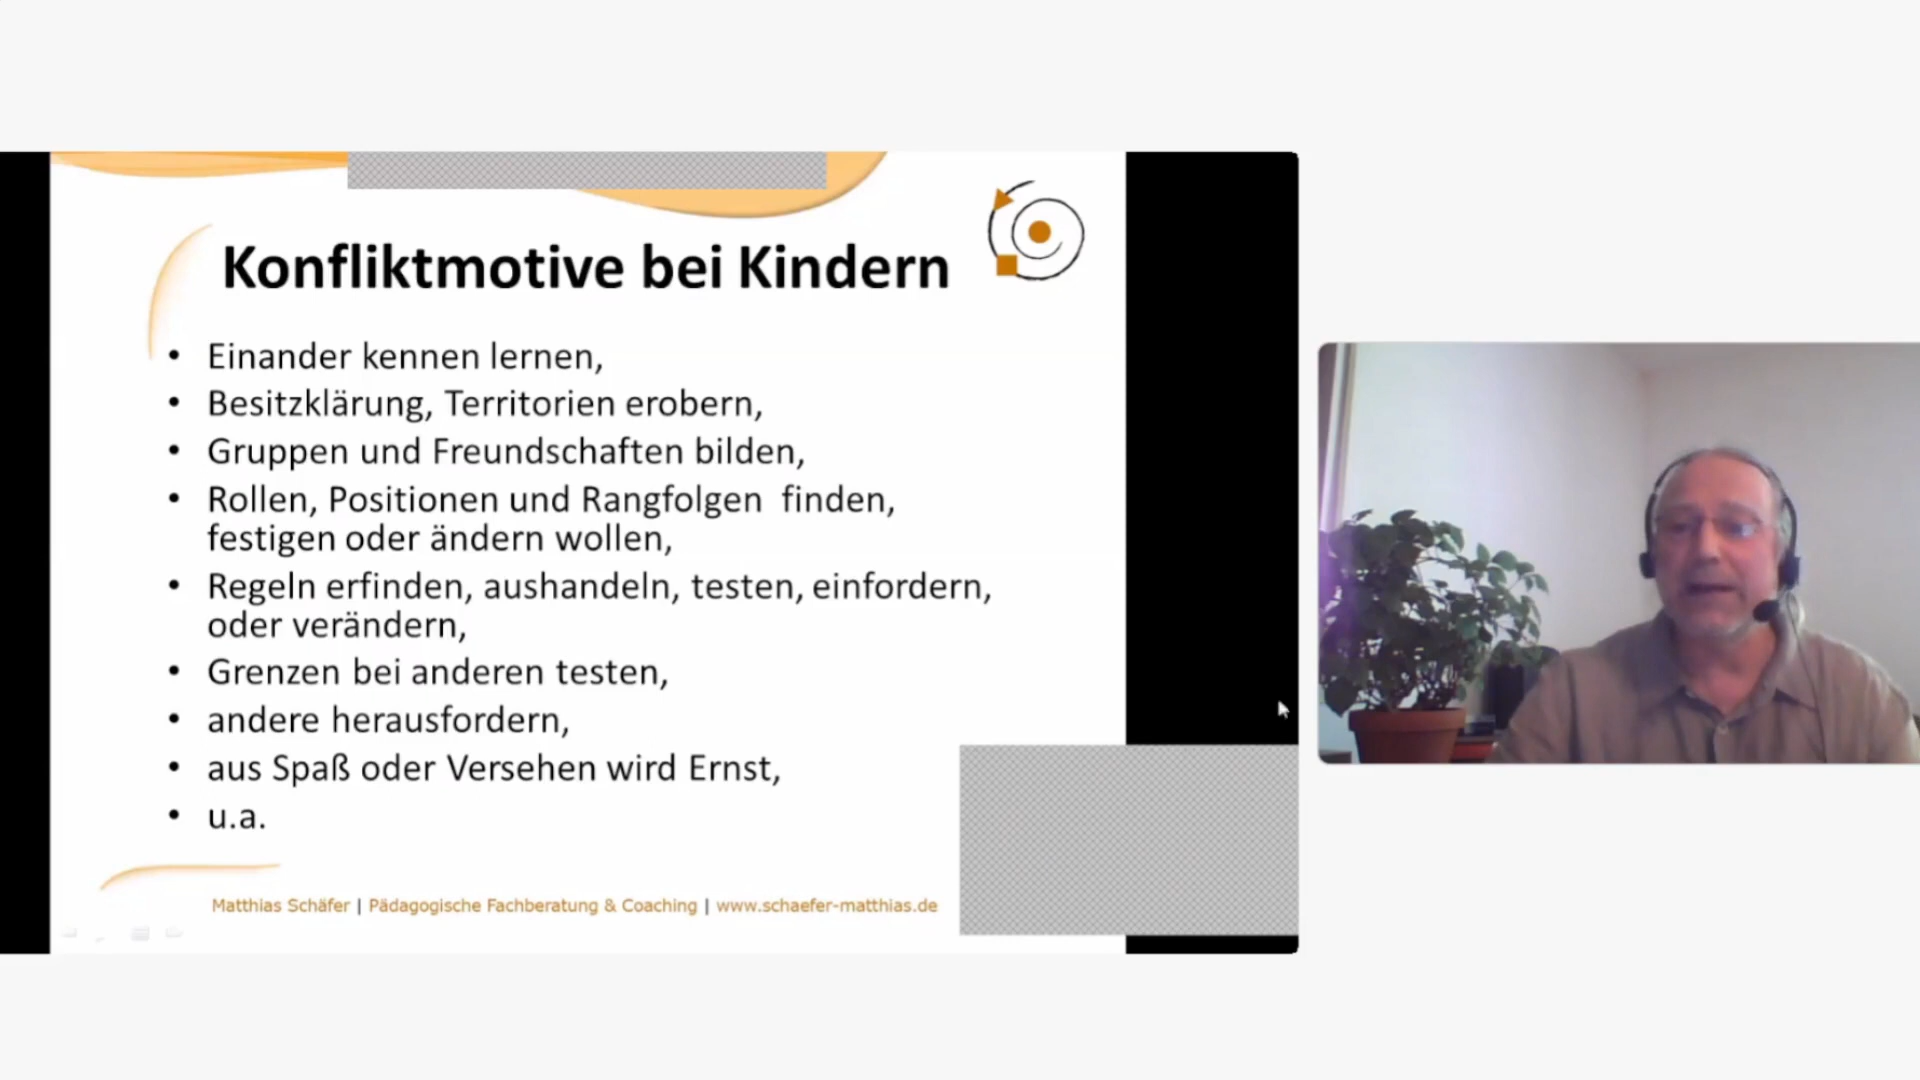 Konfliktmotive bei Kindern
• Einander kennen lernen,
• Besitzklärung, Territorien erobern,
• Gruppen und Freundschaften bilden,
• Rollen, Positionen und Rangfolgen finden,
festigen oder ändern wollen,
• Regeln erfinden, aushandeln, testen, einfordern,
oder verändern,
• Grenzen bei anderen testen,
• andere herausfordern,
• aus Spaß oder Versehen wird Ernst,
• u.a.
Matthias Schäfer | Pädagogische Fachberatung & Coaching | www.schaefer-matthias.de